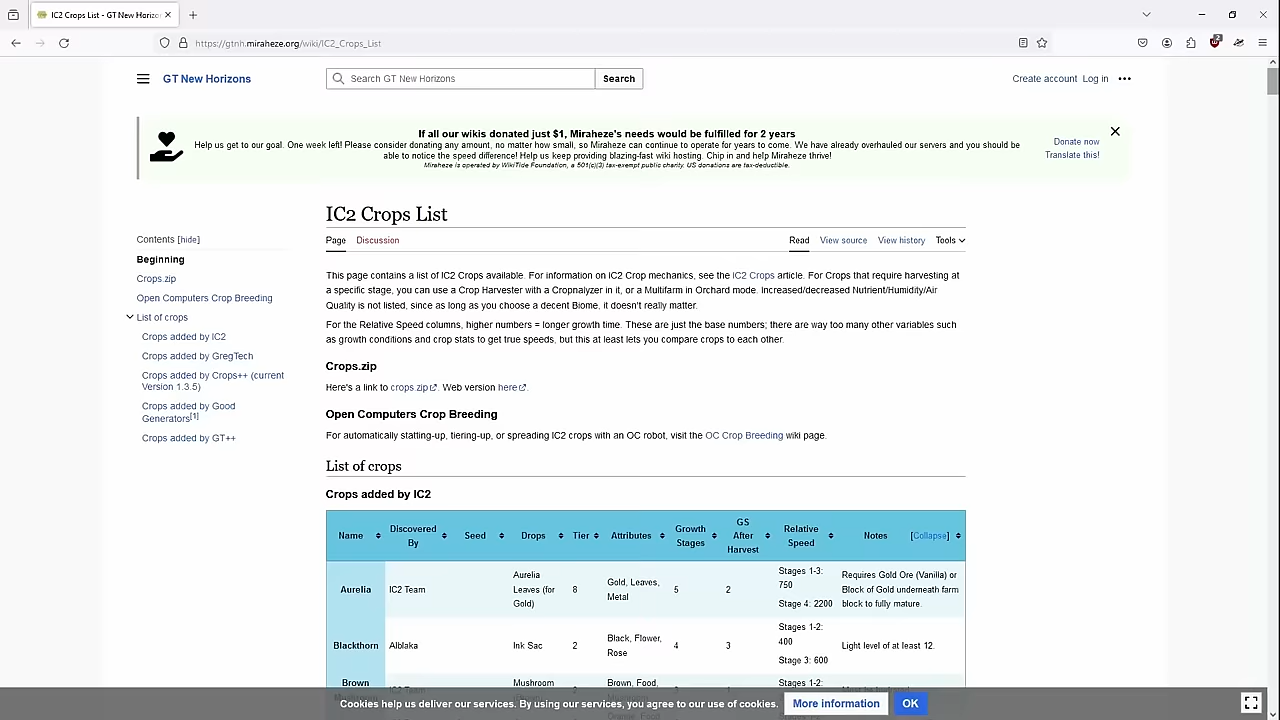 IC2 Crops List - GT New Horizon
https://gtnh.miraheze.org/wiki/IC2_Crops_List
2
GT New Horizons
Search GT New Horizons
Search
Create account Log in
If all our wikis donated just $1, Miraheze's needs would be fulfilled for 2 years
Help us get to our goal. One week left! Please consider donating any amount, no matter how small, so Miraheze can continue to operate for years to come. We have already overhauled our servers and you should be
able to notice the speed difference! Help us keep providing blazing-fast wiki hosting. Chip in and help Miraheze thrive!
Miraheze is operated by WikiTide Foundation, a 501(c)(3) tax-exempt public charity. US donations are tax-deductible.
Donate now
Translate this!
IC2 Crops List
Page Discussion
Read View source View history Tools
Contents [hide]
Beginning
Crops.zip
Open Computers Crop Breeding
List of crops
Crops added by IC2
Crops added by GregTech
Crops added by Crops++ (current
Version 1.3.5)
Crops added by Good
Generators[1]
Crops added by GT++
This page contains a list of IC2 Crops available. For information on IC2 Crop mechanics, see the IC2 Crops article. For Crops that require harvesting at
a specific stage, you can use a Crop Harvester with a Cropnalyzer in it, or a Multifarm in Orchard mode. Increased/decreased Nutrient/Humidity/Air
Quality is not listed, since as long as you choose a decent Biome, it doesn't really matter.
For the Relative Speed columns, higher numbers = longer growth time. These are just the base numbers; there are way too many other variables such
as growth conditions and crop stats to get true speeds, but this at least lets you compare crops to each other.
Crops.zip
Here's a link to crops.zip. Web version here.
Open Computers Crop Breeding
For automatically statting-up, tiering-up, or spreading IC2 crops with an OC robot, visit the OC Crop Breeding wiki page.
List of crops
Crops added by IC2
Name Discovered By Seed Drops Tier Attributes Growth Stages GS After Harvest Relative Speed Notes [Collapse]
Aurelia IC2 Team Aurelia Leaves (for Gold) 8 Gold, Leaves, Metal 5 2 Stages 1-3: 750 Stage 4: 2200 Requires Gold Ore (Vanilla) or Block of Gold underneath farm block to fully mature.
Blackthorn Alblaka Ink Sac 2 Black, Flower, Rose 4 3 Stages 1-2: 400 Stage 3: 600 Light level of at least 12.
Brown IC2 Team Mushroom Brown, Food, Stages 1-2:
Cookies help us deliver our services. By using our services, you agree to our use of cookies. More information OK